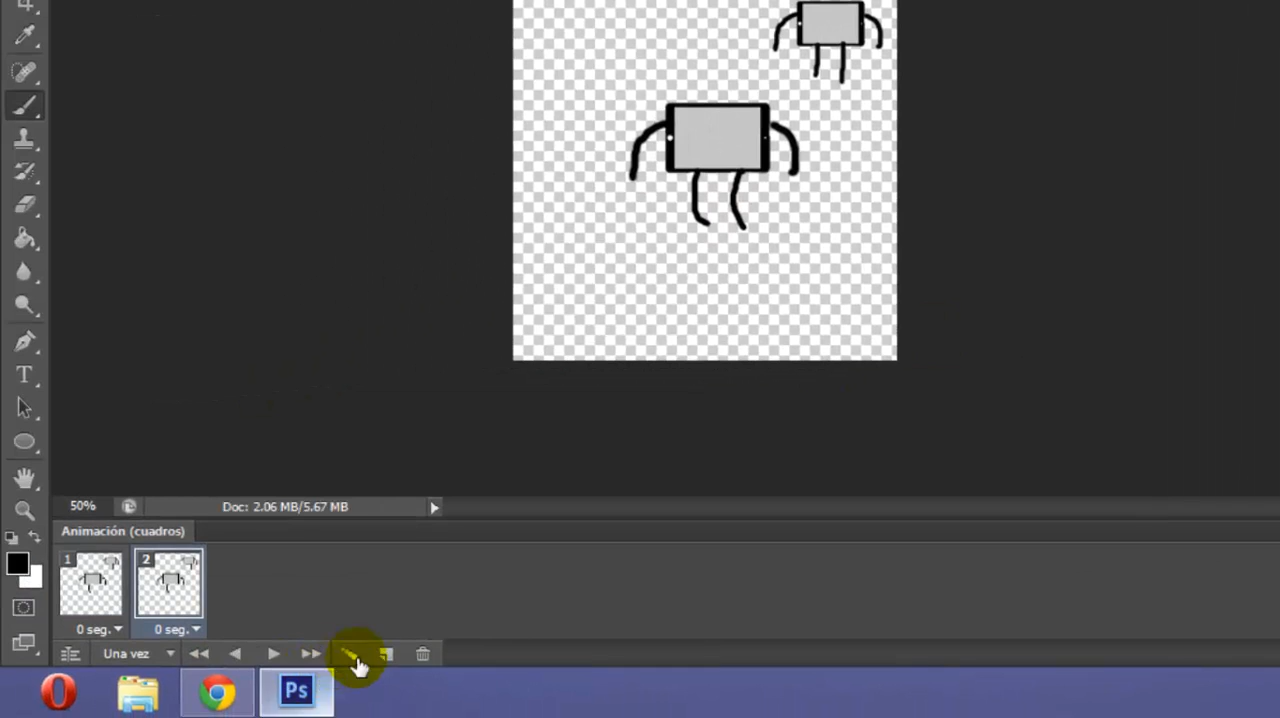 T
50%
Doc: 2.06 MB/5.67 MB
Animación (cuadros)
1 2
0 seg. 0 seg.
Una vez
Ps